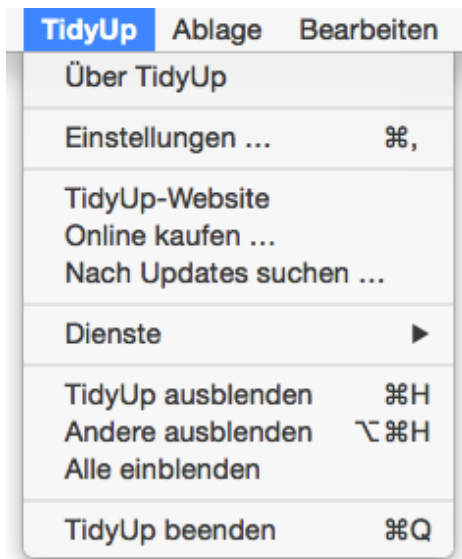 TidyUp Ablage Bearbeiten
Über TidyUp
Einstellungen ... ⌘,
TidyUp-Website
Online kaufen ...
Nach Updates suchen ...
Dienste ▶
TidyUp ausblenden ⌘H
Andere ausblenden ⌥⌘H
Alle einblenden
TidyUp beenden ⌘Q